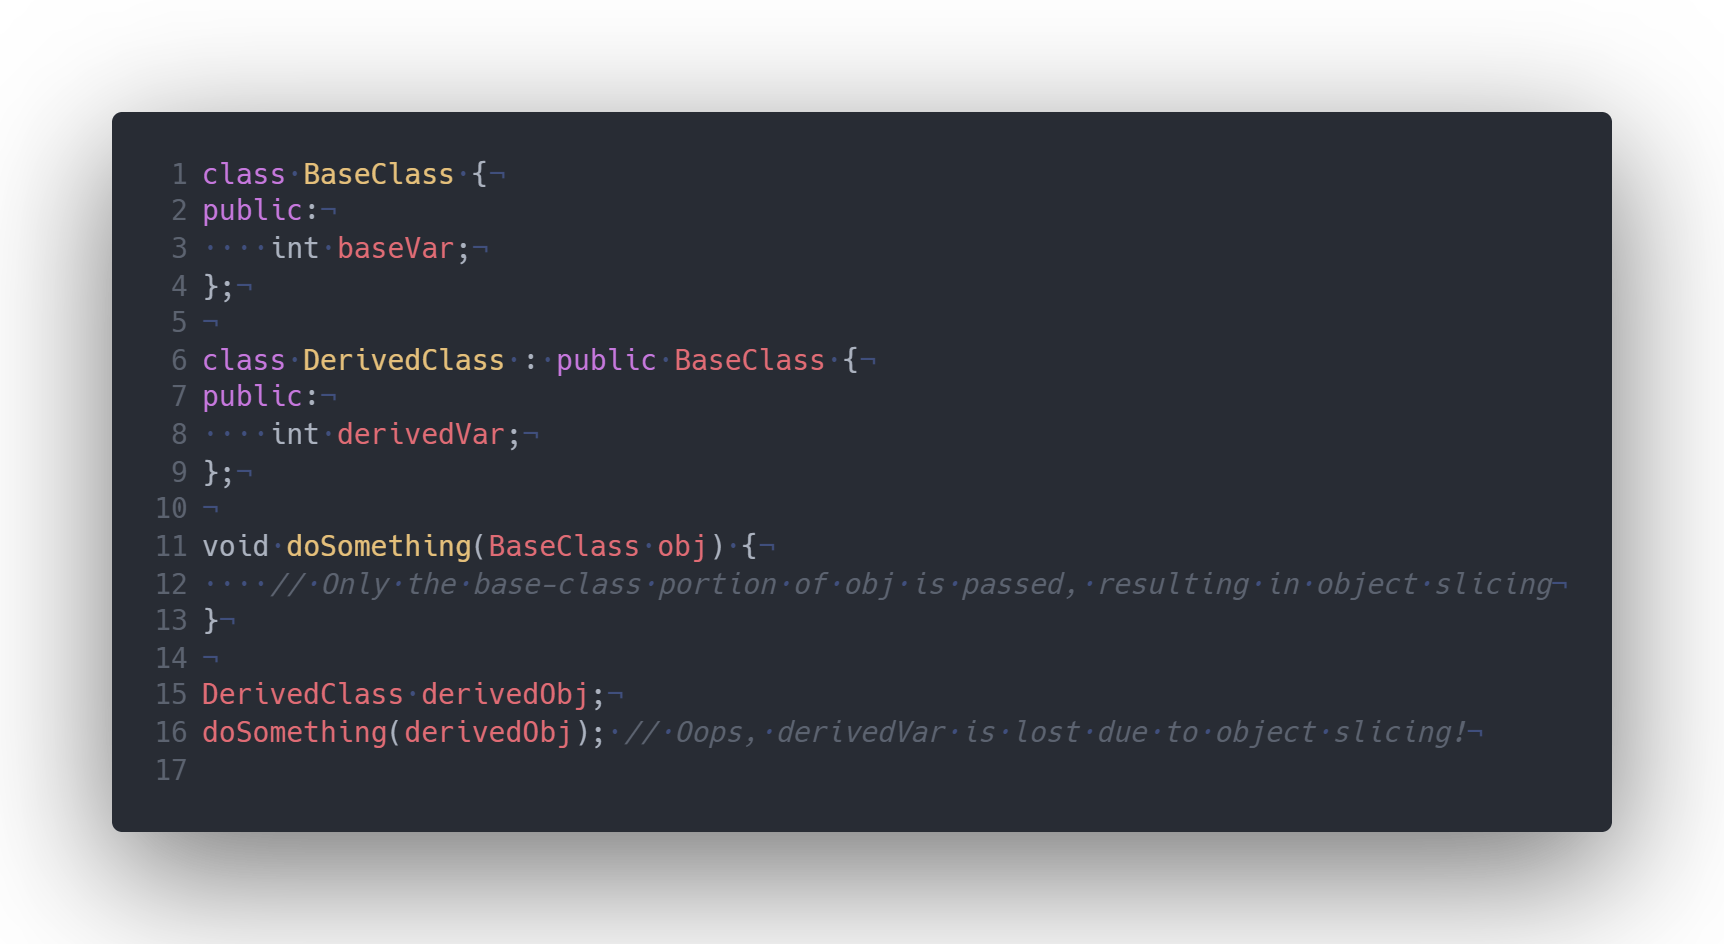 1 class BaseClass {
2 public:
3     int baseVar;
4 };
5
6 class DerivedClass : public BaseClass {
7 public:
8     int derivedVar;
9 };
10
11 void doSomething(BaseClass obj) {
12     // Only the base-class portion of obj is passed, resulting in object slicing
13 }
14
15 DerivedClass derivedObj;
16 doSomething(derivedObj); // Oops, derivedVar is lost due to object slicing!
17